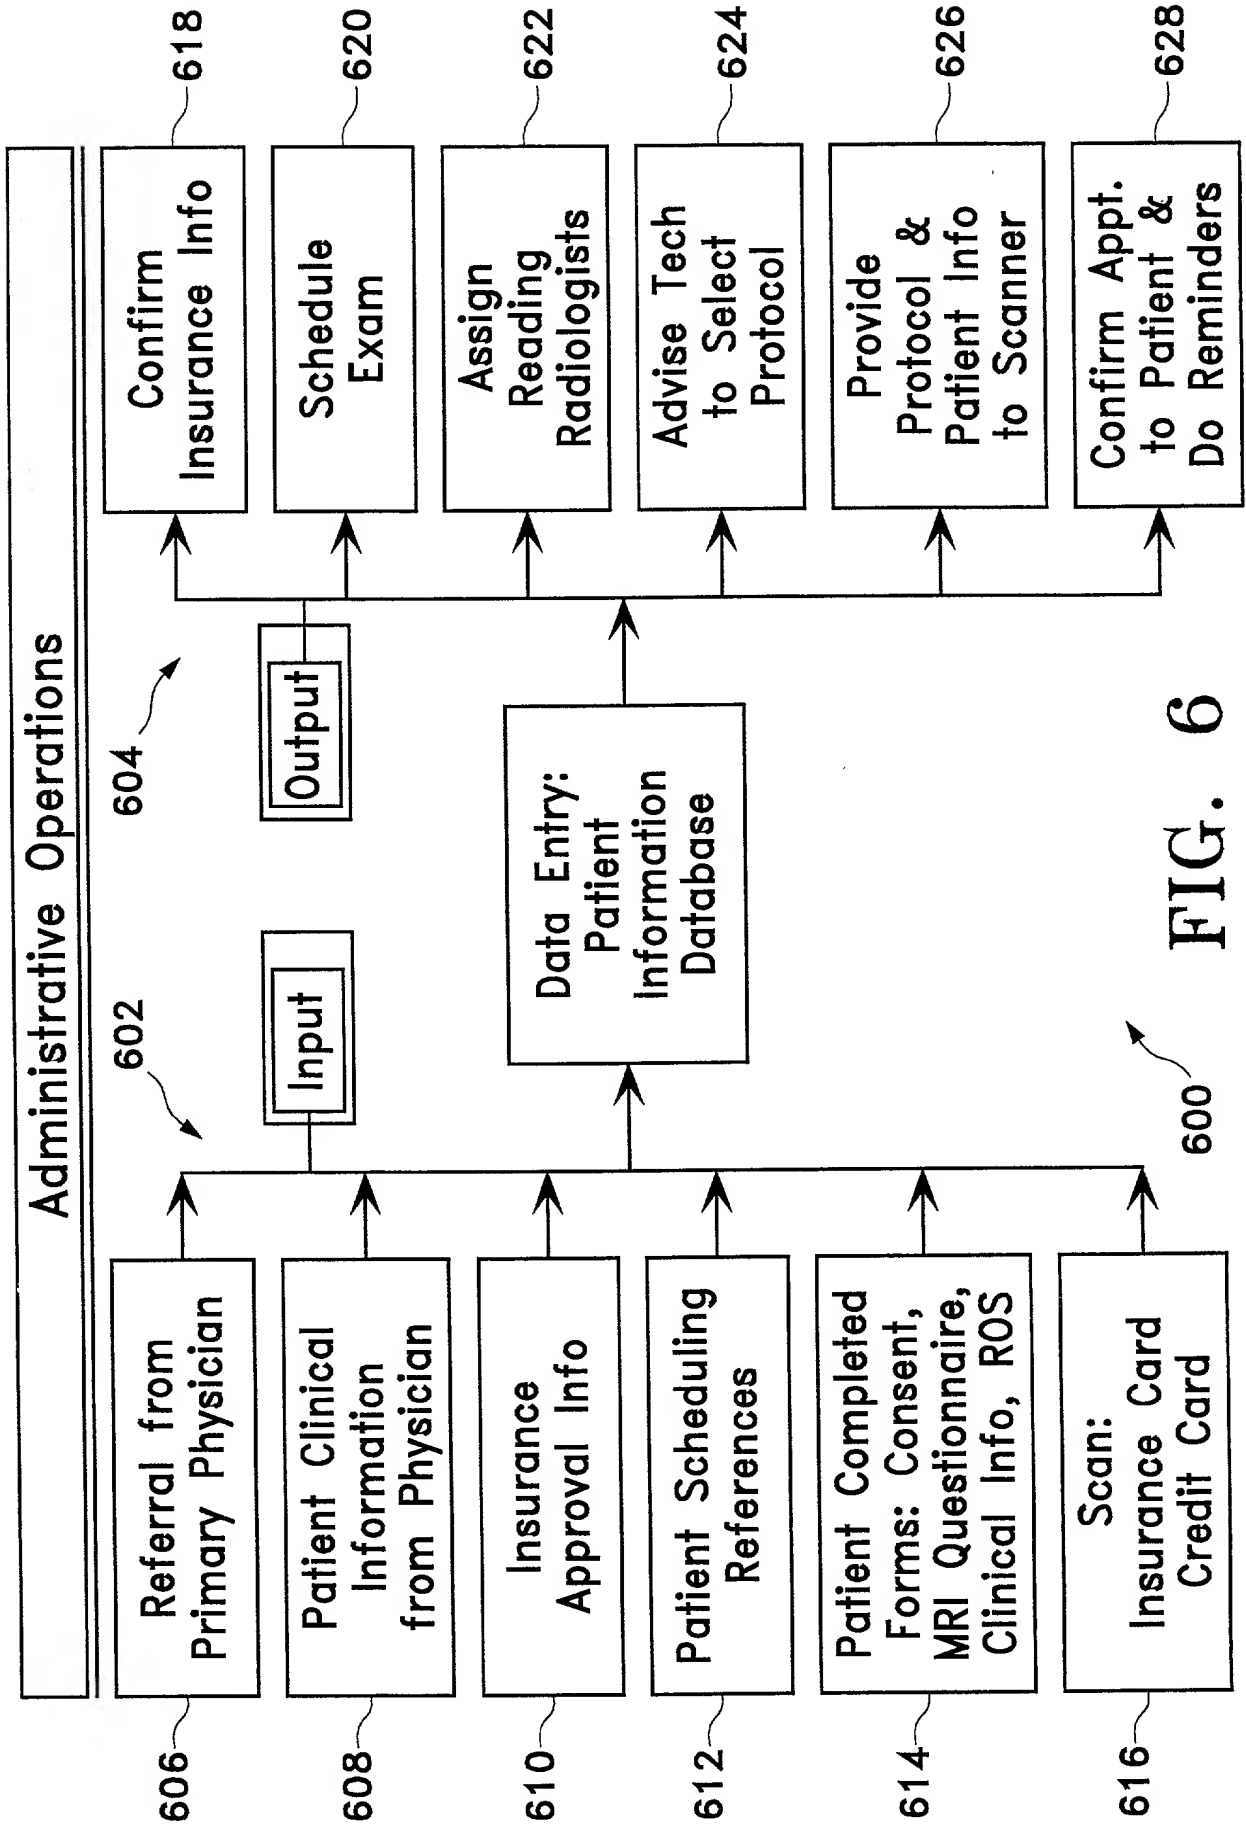 Administrative Operations
602
604
Input
Output
606
Referral from
Primary Physician
608
Patient Clinical
Information
from Physician
610
Insurance
Approval Info
612
Patient Scheduling
References
614
Patient Completed
Forms: Consent,
MRI Questionnaire,
Clinical Info, ROS
616
Scan:
Insurance Card
Credit Card
Data Entry:
Patient
Information
Database
Confirm
Insurance Info
618
Schedule
Exam
620
Assign
Reading
Radiologists
622
Advise Tech
to Select
Protocol
624
Provide
Protocol &
Patient Info
to Scanner
626
Confirm Appt.
to Patient &
Do Reminders
628
600
FIG. 6